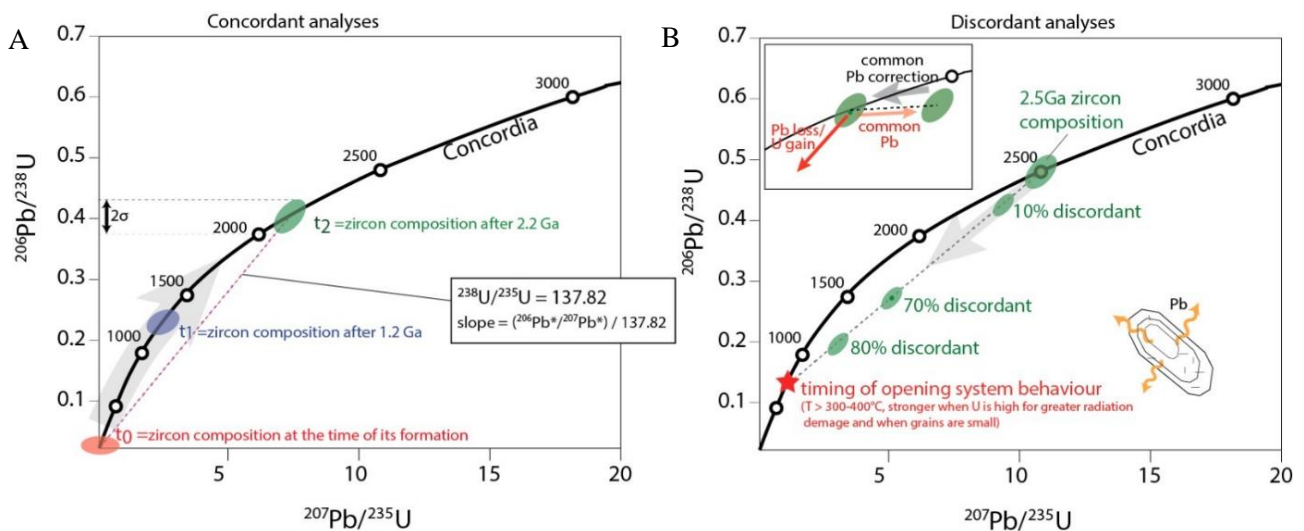 A
Concordant analyses
0.7
0.6
0.5
0.4
0.3
0.2
0.1
²⁰⁶Pb/²³⁸U
2σ
1000
1500
2000
2500
3000
Concordia
t₂ =zircon composition after 2.2 Ga
²³⁸U/²³⁵U = 137.82
slope = (²⁰⁶Pb*/²⁰⁷Pb*) / 137.82
t₁ =zircon composition after 1.2 Ga
t₀ =zircon composition at the time of its formation
5
10
15
20
²⁰⁷Pb/²³⁵U
B
Discordant analyses
0.7
0.6
0.5
0.4
0.3
0.2
0.1
²⁰⁶Pb/²³⁸U
common
Pb correction
Pb loss/
U gain
common
Pb
2.5Ga zircon
composition
3000
2500
Concordia
2000
1500
1000
10% discordant
70% discordant
80% discordant
Pb
timing of opening system behaviour
(T > 300-400°C, stronger when U is high for greater radiation
damage and when grains are small)
5
10
15
20
²⁰⁷Pb/²³⁵U